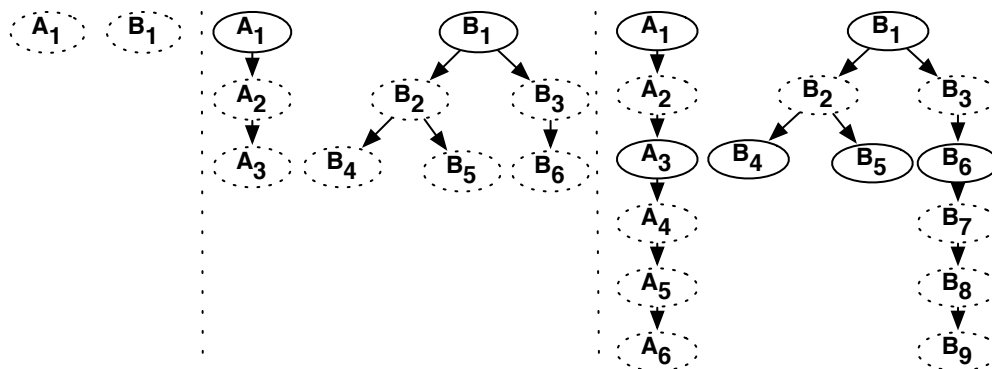 A1 B1 A1 B1 A1 B1
A2 B2 B3 A2 B2 B3
A3 B4 B5 B6 A3 B4 B5 B6
A4 B7
A5 B8
A6 B9